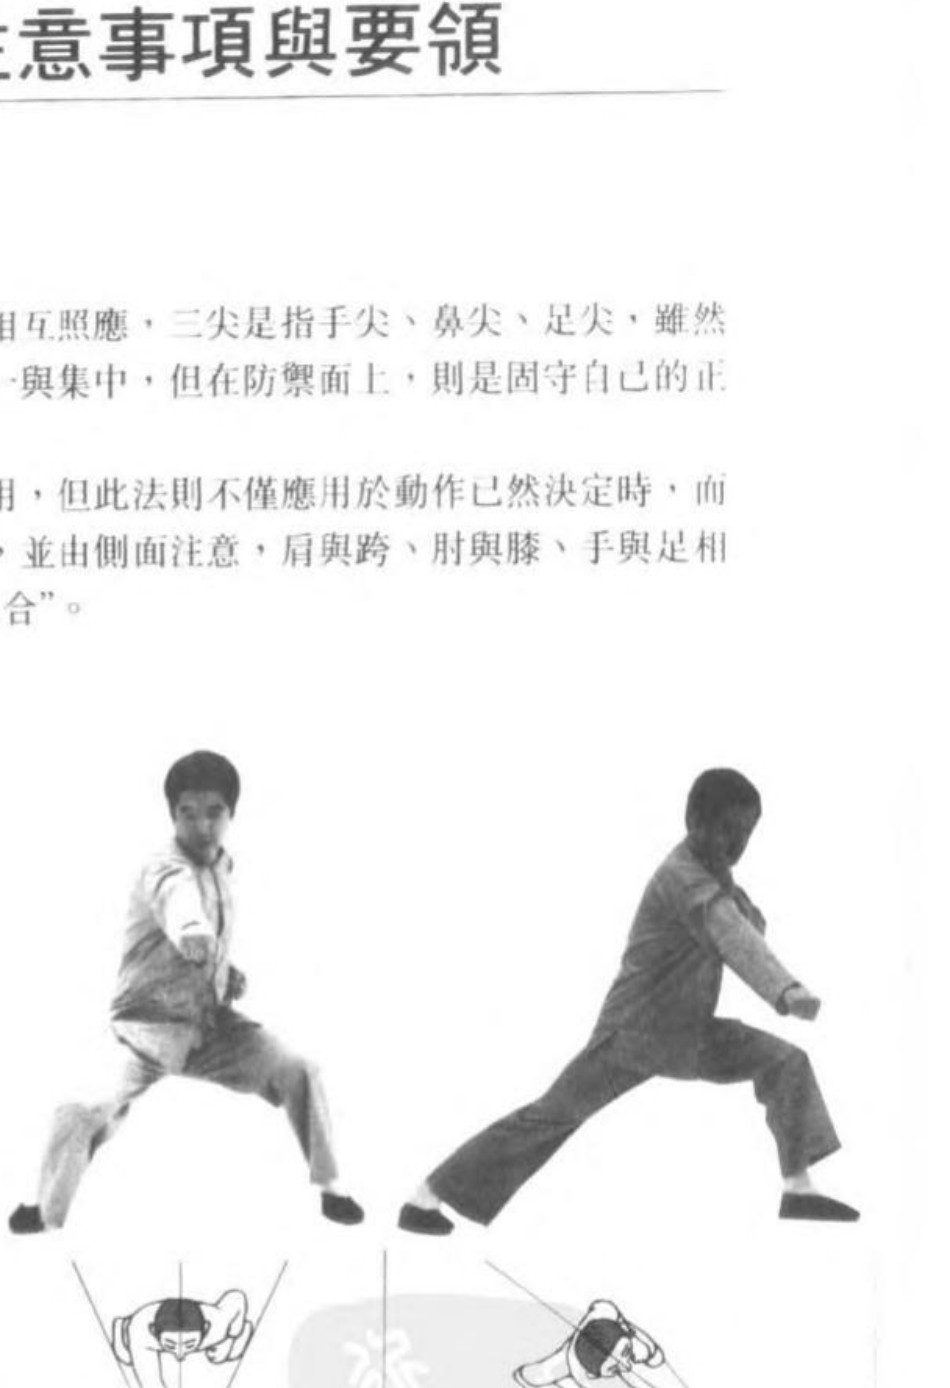 意事項與要領
互照應，三尖是指手尖、鼻尖、足尖，雖然
與集中，但在防禦面上，則是固守自己的正
用，但此法則不僅應用於動作已然決定時，而
，並由側面注意，肩與跨、肘與膝、手與足相
合”。